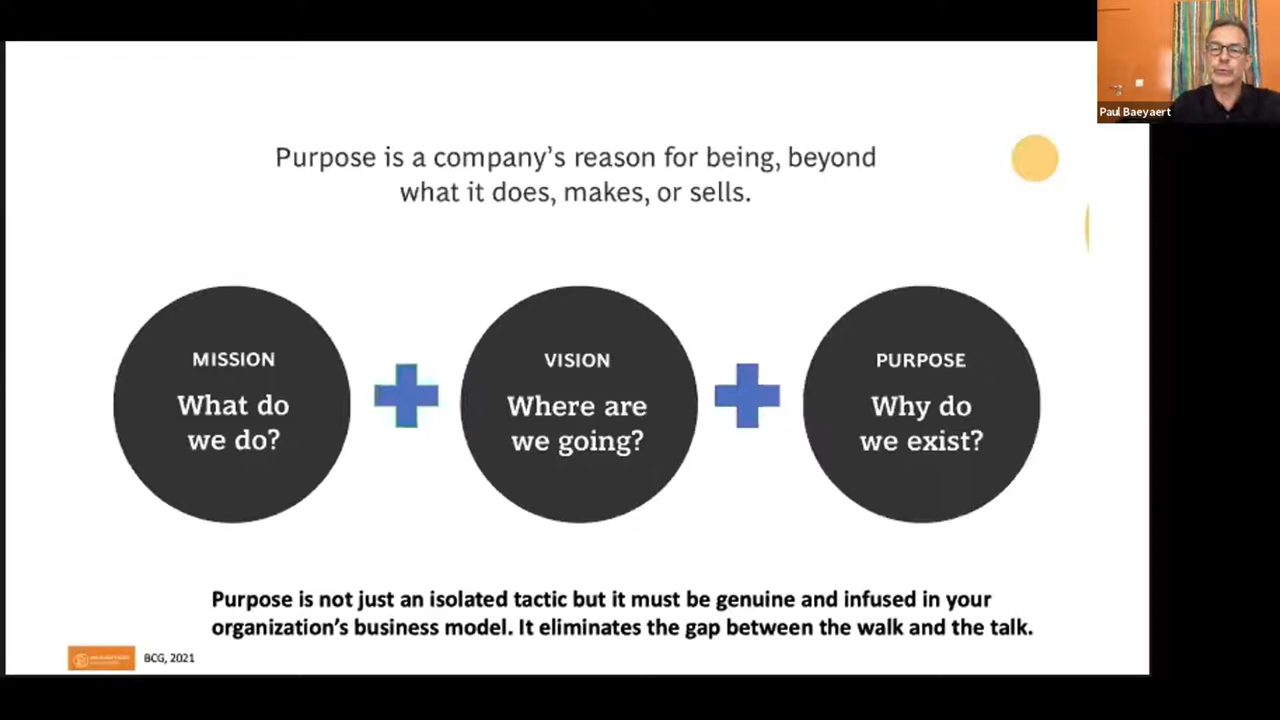 Paul Baeyaert
Purpose is a company’s reason for being, beyond
what it does, makes, or sells.
MISSION
What do
we do?
VISION
Where are
we going?
PURPOSE
Why do
we exist?
Purpose is not just an isolated tactic but it must be genuine and infused in your
organization’s business model. It eliminates the gap between the walk and the talk.
BCG, 2021